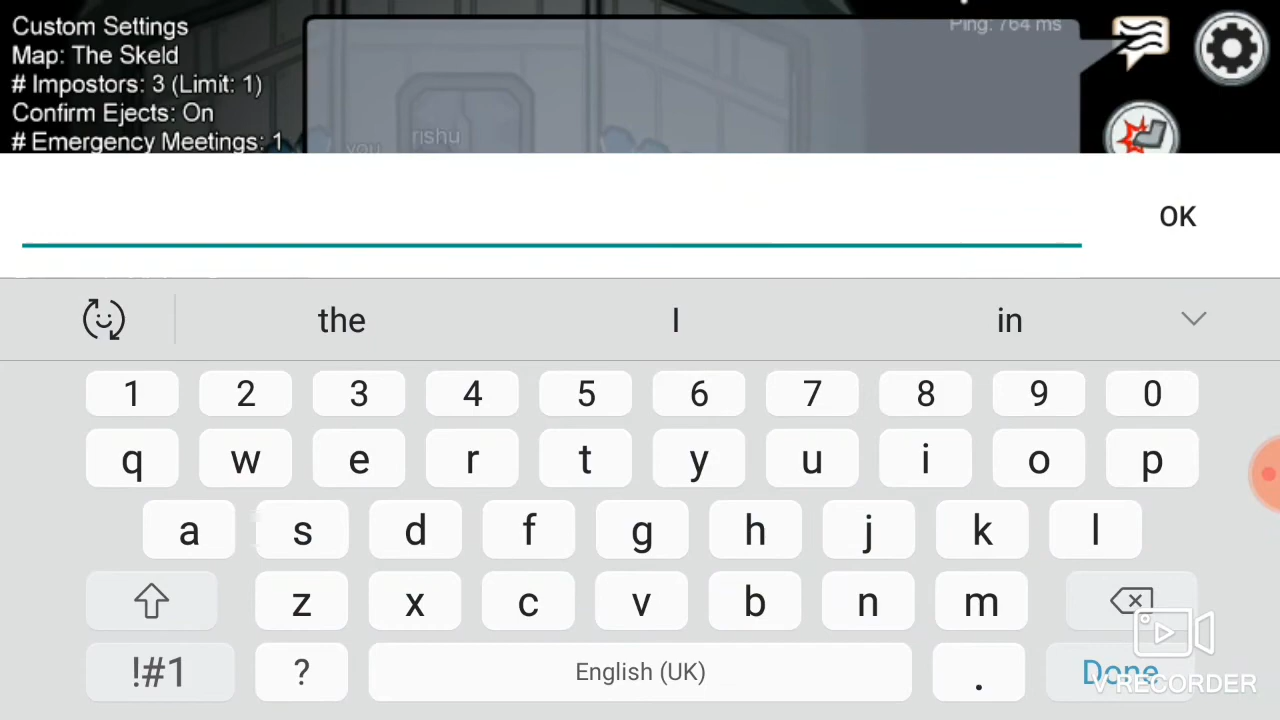 Custom Settings
Map: The Skeld
# Impostors: 3 (Limit: 1)
Confirm Ejects: On
# Emergency Meetings: 1
Ping: 764 ms
you
rishu
OK
the I in
1 2 3 4 5 6 7 8 9 0
q w e r t y u i o p
a s d f g h j k l
z x c v b n m
!#1 ? English (UK) . Done
V RECORDER